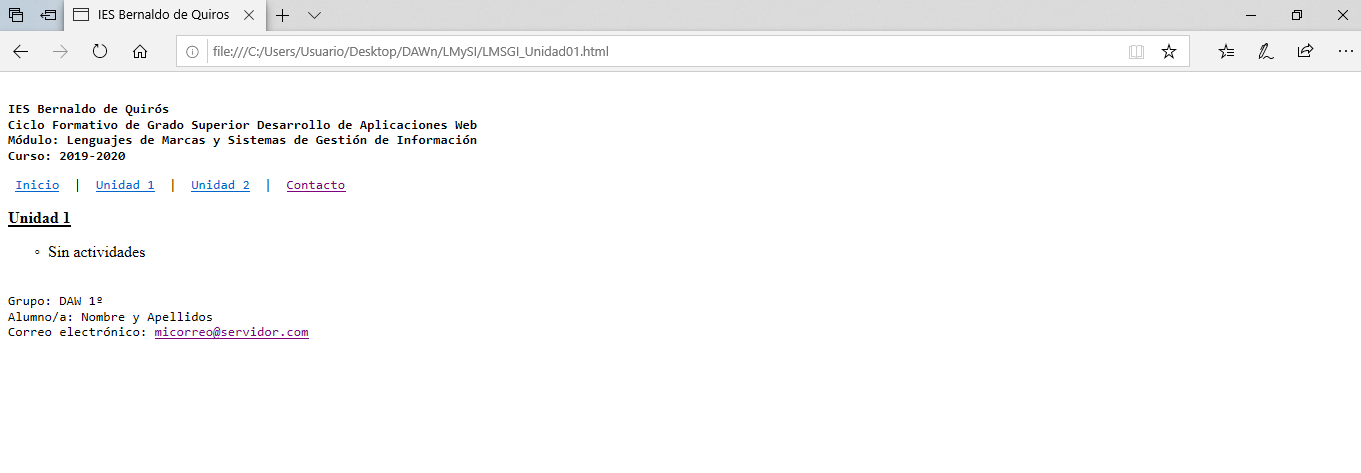 IES Bernaldo de Quiros
file:///C:/Users/Usuario/Desktop/DAWn/LMySI/LMSGI_Unidad01.html
IES Bernaldo de Quirós
Ciclo Formativo de Grado Superior Desarrollo de Aplicaciones Web
Módulo: Lenguajes de Marcas y Sistemas de Gestión de Información
Curso: 2019-2020
Inicio | Unidad 1 | Unidad 2 | Contacto
Unidad 1
Sin actividades
Grupo: DAW 1º
Alumno/a: Nombre y Apellidos
Correo electrónico: micorreo@servidor.com